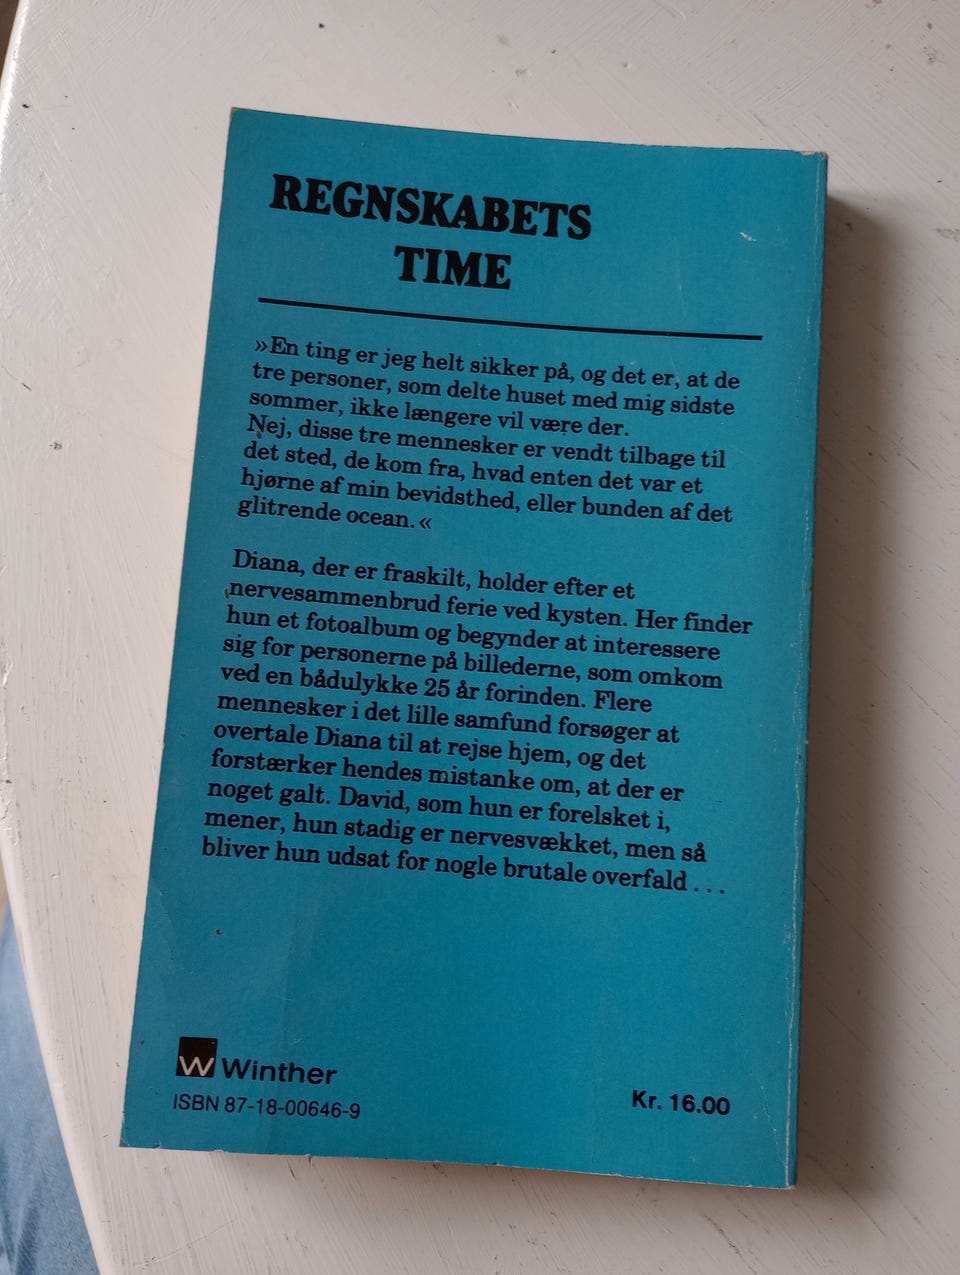 REGNSKABETS
TIME
»En ting er jeg helt sikker på, og det er, at de
tre personer, som delte huset med mig sidste
sommer, ikke længere vil være der.
Nej, disse tre mennesker er vendt tilbage til
det sted, de kom fra, hvad enten det var et
hjørne af min bevidsthed, eller bunden af det
glitrende ocean.«
Diana, der er fraskilt, holder efter et
nervesammenbrud ferie ved kysten. Her finder
hun et fotoalbum og begynder at interessere
sig for personerne på billederne, som omkom
ved en bådulykke 25 år forinden. Flere
mennesker i det lille samfund forsøger at
overtale Diana til at rejse hjem, og det
forstærker hendes mistanke om, at der er
noget galt. David, som hun er forelsket i,
mener, hun stadig er nervesvækket, men så
bliver hun udsat for nogle brutale overfald ...
W Winther
ISBN 87-18-00646-9
Kr. 16.00